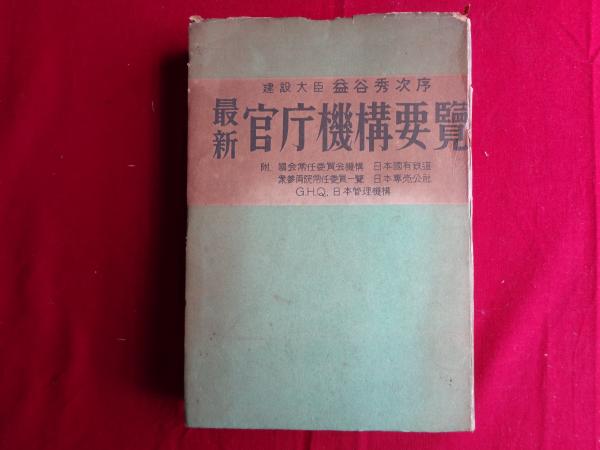 建設大臣 益谷秀次序
最新 官庁機構要覽
附 國会常任委員会機構 日本國有鉄道
衆参両院常任委員一覽 日本専売公社
G.H.Q. 日本管理機構